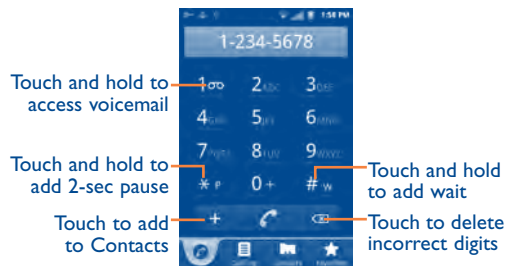 1:58 PM
1-234-5678
Touch and hold to
access voicemail
1 2 ABC 3 DEF
4 GHI 5 JKL 6 MNO
7 PQRS 8 TUV 9 WXYZ
Touch and hold to
add 2-sec pause
* P 0 + # W
Touch and hold
to add wait
Touch to add
to Contacts
+
Touch to delete
incorrect digits